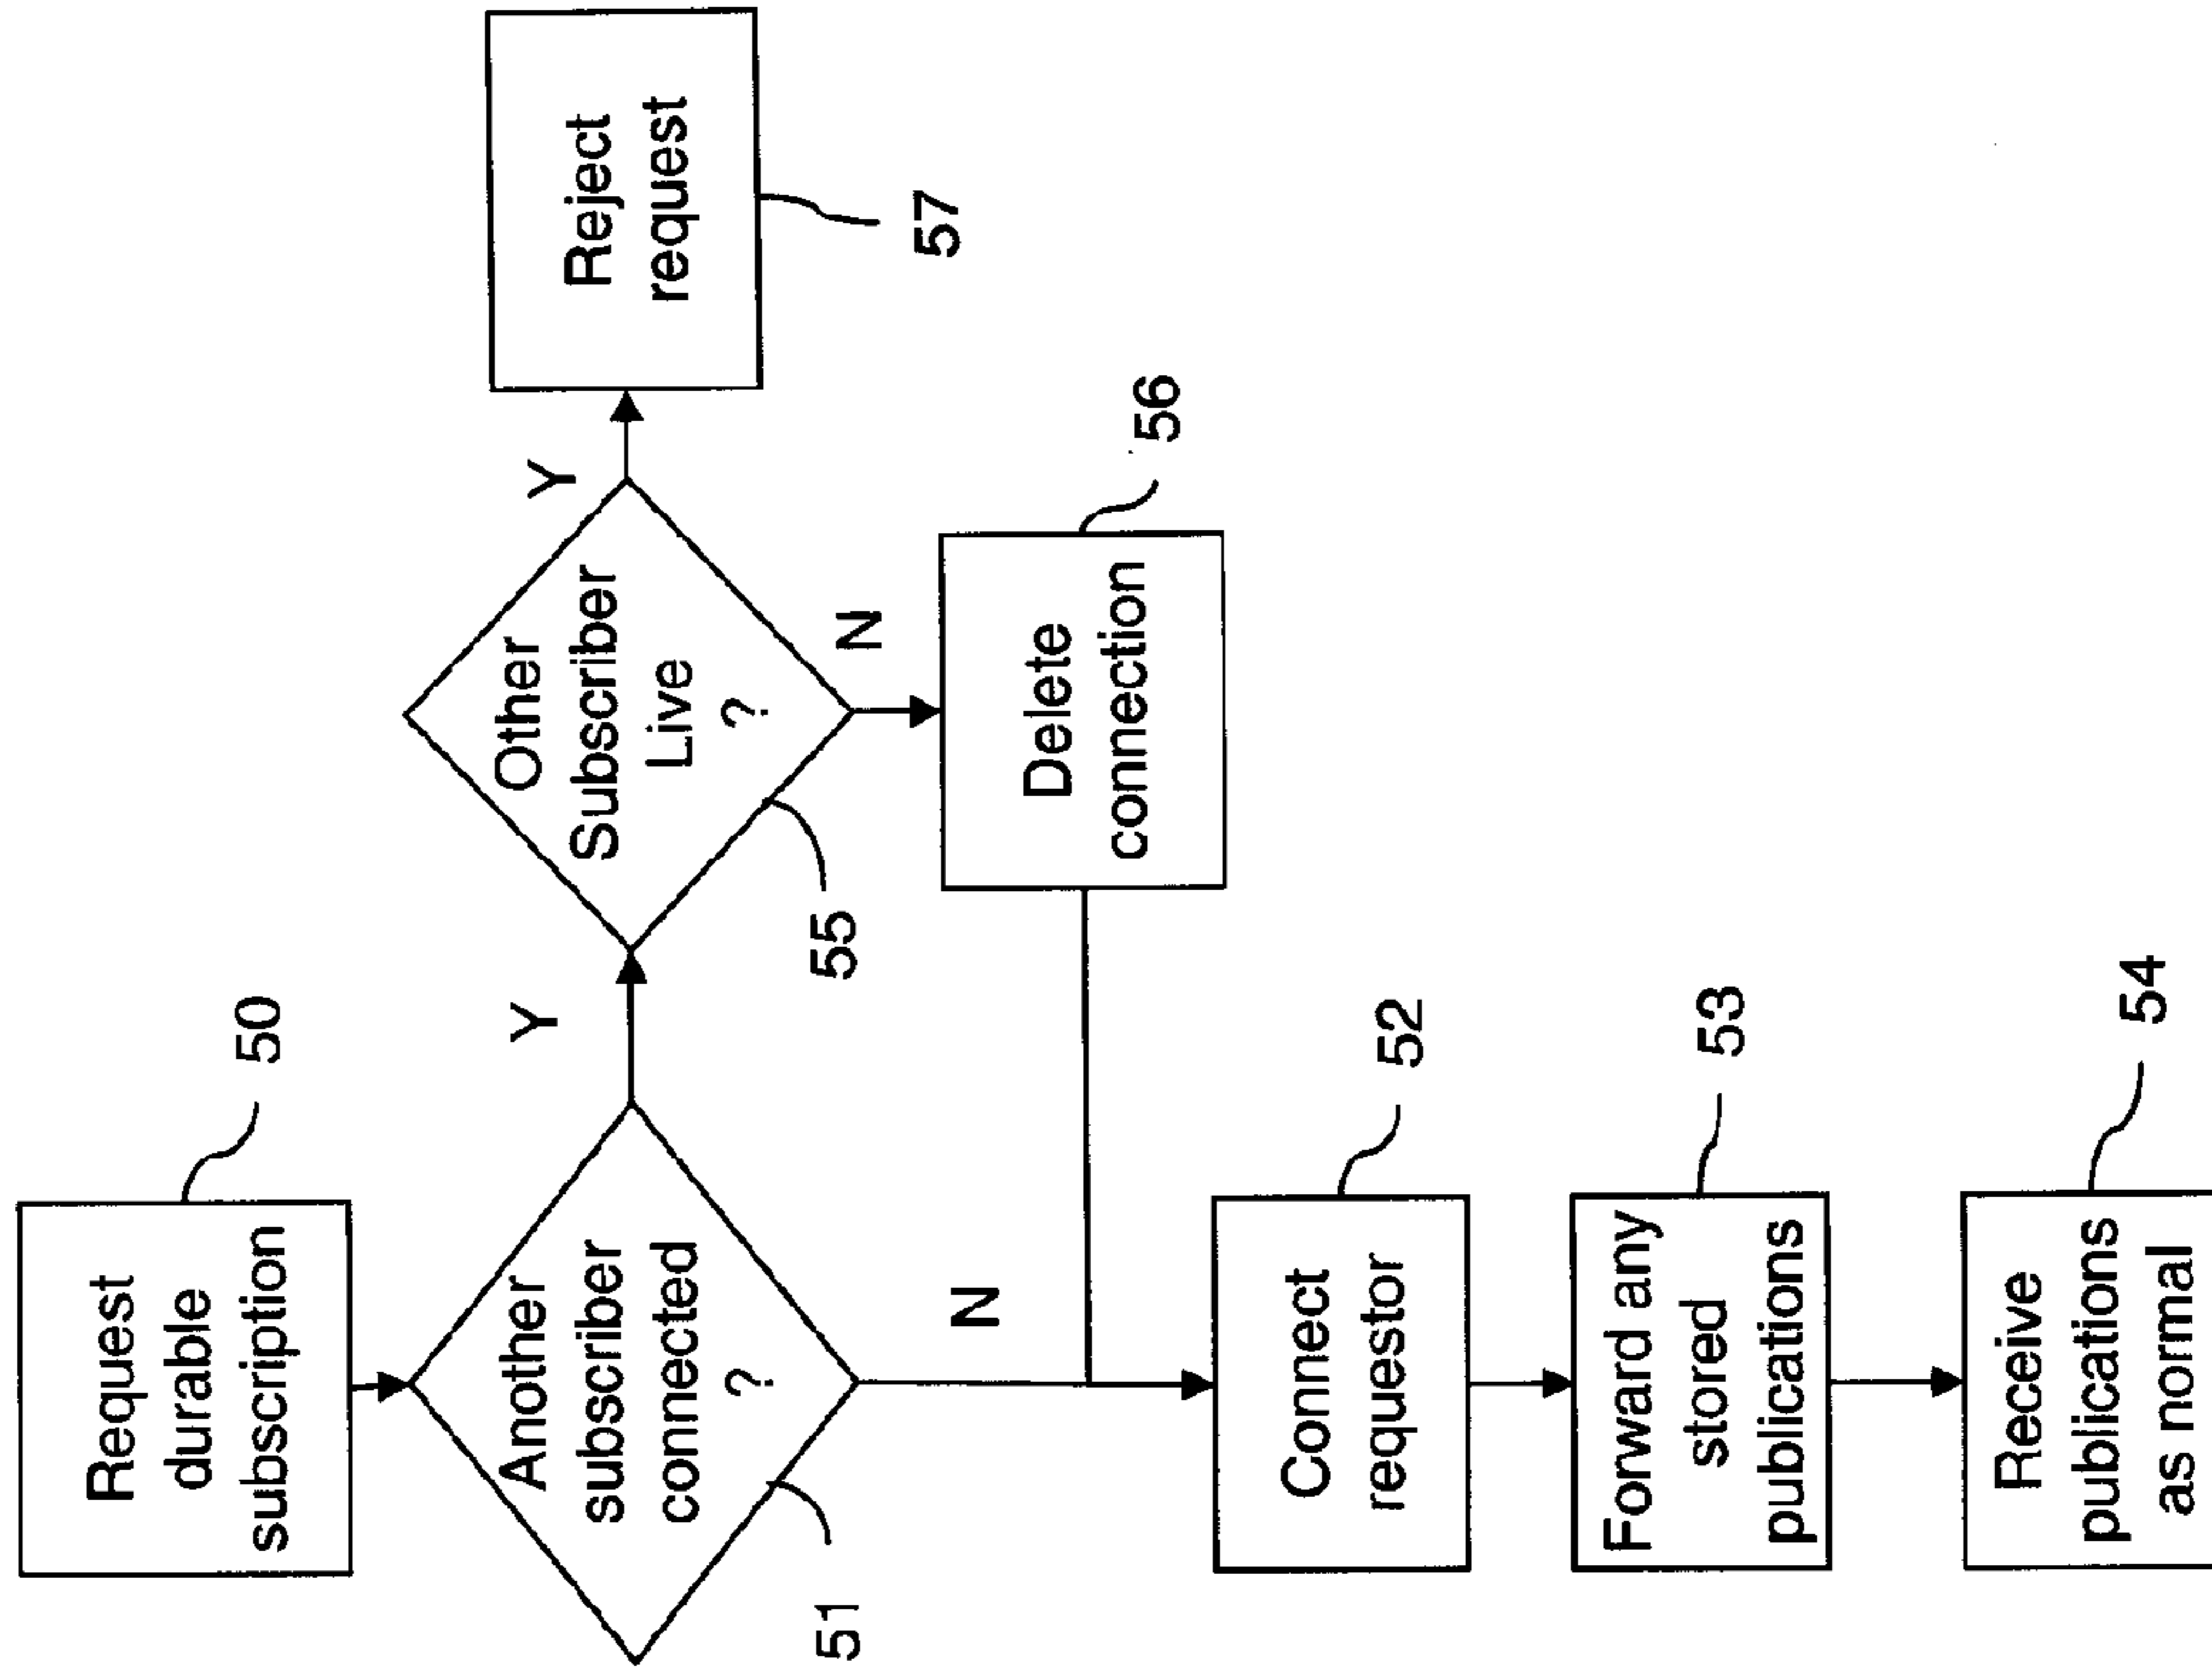 Request
durable
subscription
50
Another
subscriber
connected
?
51
Y
N
Other
Subscriber
Live
?
55
Y
N
Reject
request
57
Delete
connection
56
Connect
requestor
52
Forward any
stored
publications
53
Receive
publications
as normal
54